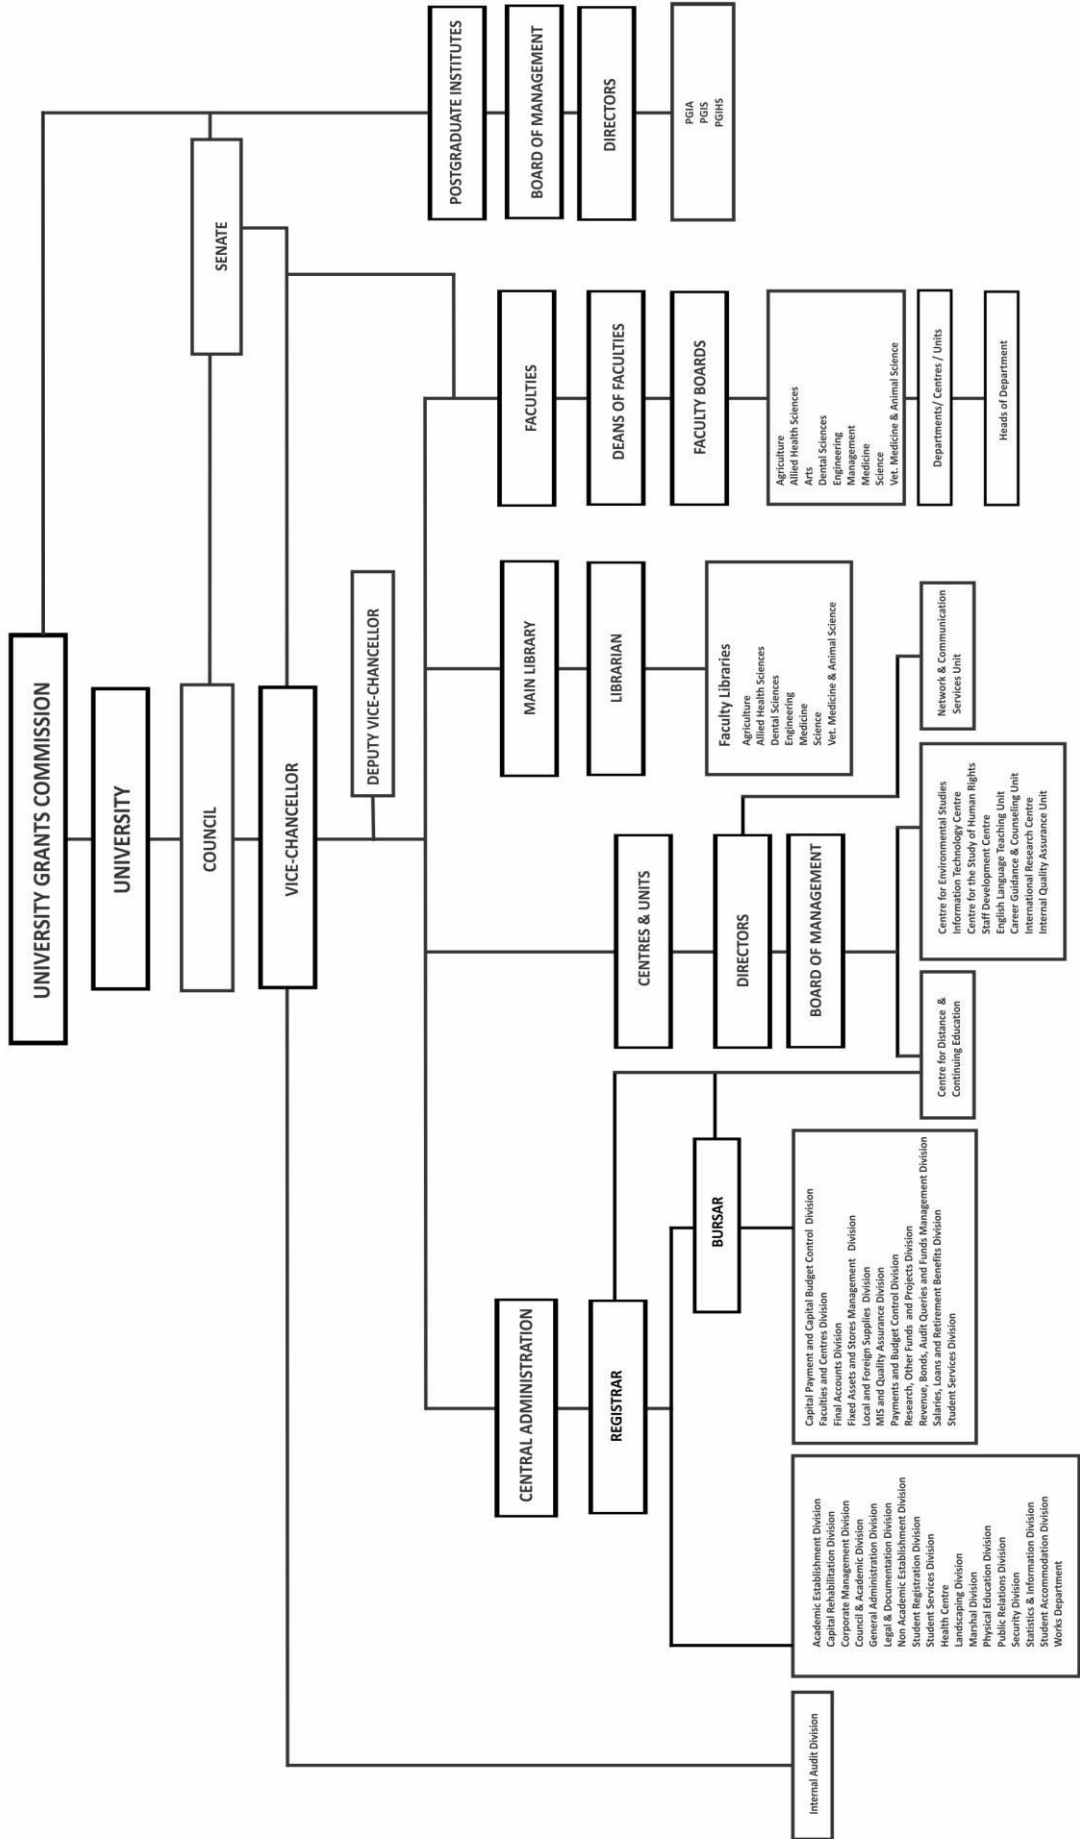 UNIVERSITY GRANTS COMMISSION
UNIVERSITY
COUNCIL
SENATE
VICE-CHANCELLOR
DEPUTY VICE-CHANCELLOR
Internal Audit Division
CENTRAL ADMINISTRATION
REGISTRAR
Academic Establishment Division
Capital Rehabilitation Division
Corporate Management Division
Council & Academic Division
General Administration Division
Legal & Documentation Division
Non Academic Establishment Division
Student Registration Division
Student Services Division
Health Centre
Landscaping Division
Marshal Division
Physical Education Division
Public Relations Division
Security Division
Statistics & Information Division
Student Accommodation Division
Works Department
BURSAR
Capital Payment and Capital Budget Control Division
Faculties and Centres Division
Final Accounts Division
Fixed Assets and Stores Management Division
Local and Foreign Supplies Division
MIS and Quality Assurance Division
Payments and Budget Control Division
Research, Other Funds and Projects Division
Revenue, Bonds, Audit Queries and Funds Management Division
Salaries, Loans and Retirement Benefits Division
Student Services Division
CENTRES & UNITS
DIRECTORS
BOARD OF MANAGEMENT
Centre for Distance &
Continuing Education
Centre for Environmental Studies
Information Technology Centre
Centre for the Study of Human Rights
Staff Development Centre
English Language Teaching Unit
Career Guidance & Counseling Unit
International Research Centre
Internal Quality Assurance Unit
Network & Communication
Services Unit
MAIN LIBRARY
LIBRARIAN
Faculty Libraries
Agriculture
Allied Health Sciences
Dental Sciences
Engineering
Medicine
Science
Vet. Medicine & Animal Science
FACULTIES
DEANS OF FACULTIES
FACULTY BOARDS
Agriculture
Allied Health Sciences
Arts
Dental Sciences
Engineering
Management
Medicine
Science
Vet. Medicine & Animal Science
Departments/ Centres / Units
Heads of Department
POSTGRADUATE INSTITUTES
BOARD OF MANAGEMENT
DIRECTORS
PGIA
PGIS
PGIHS